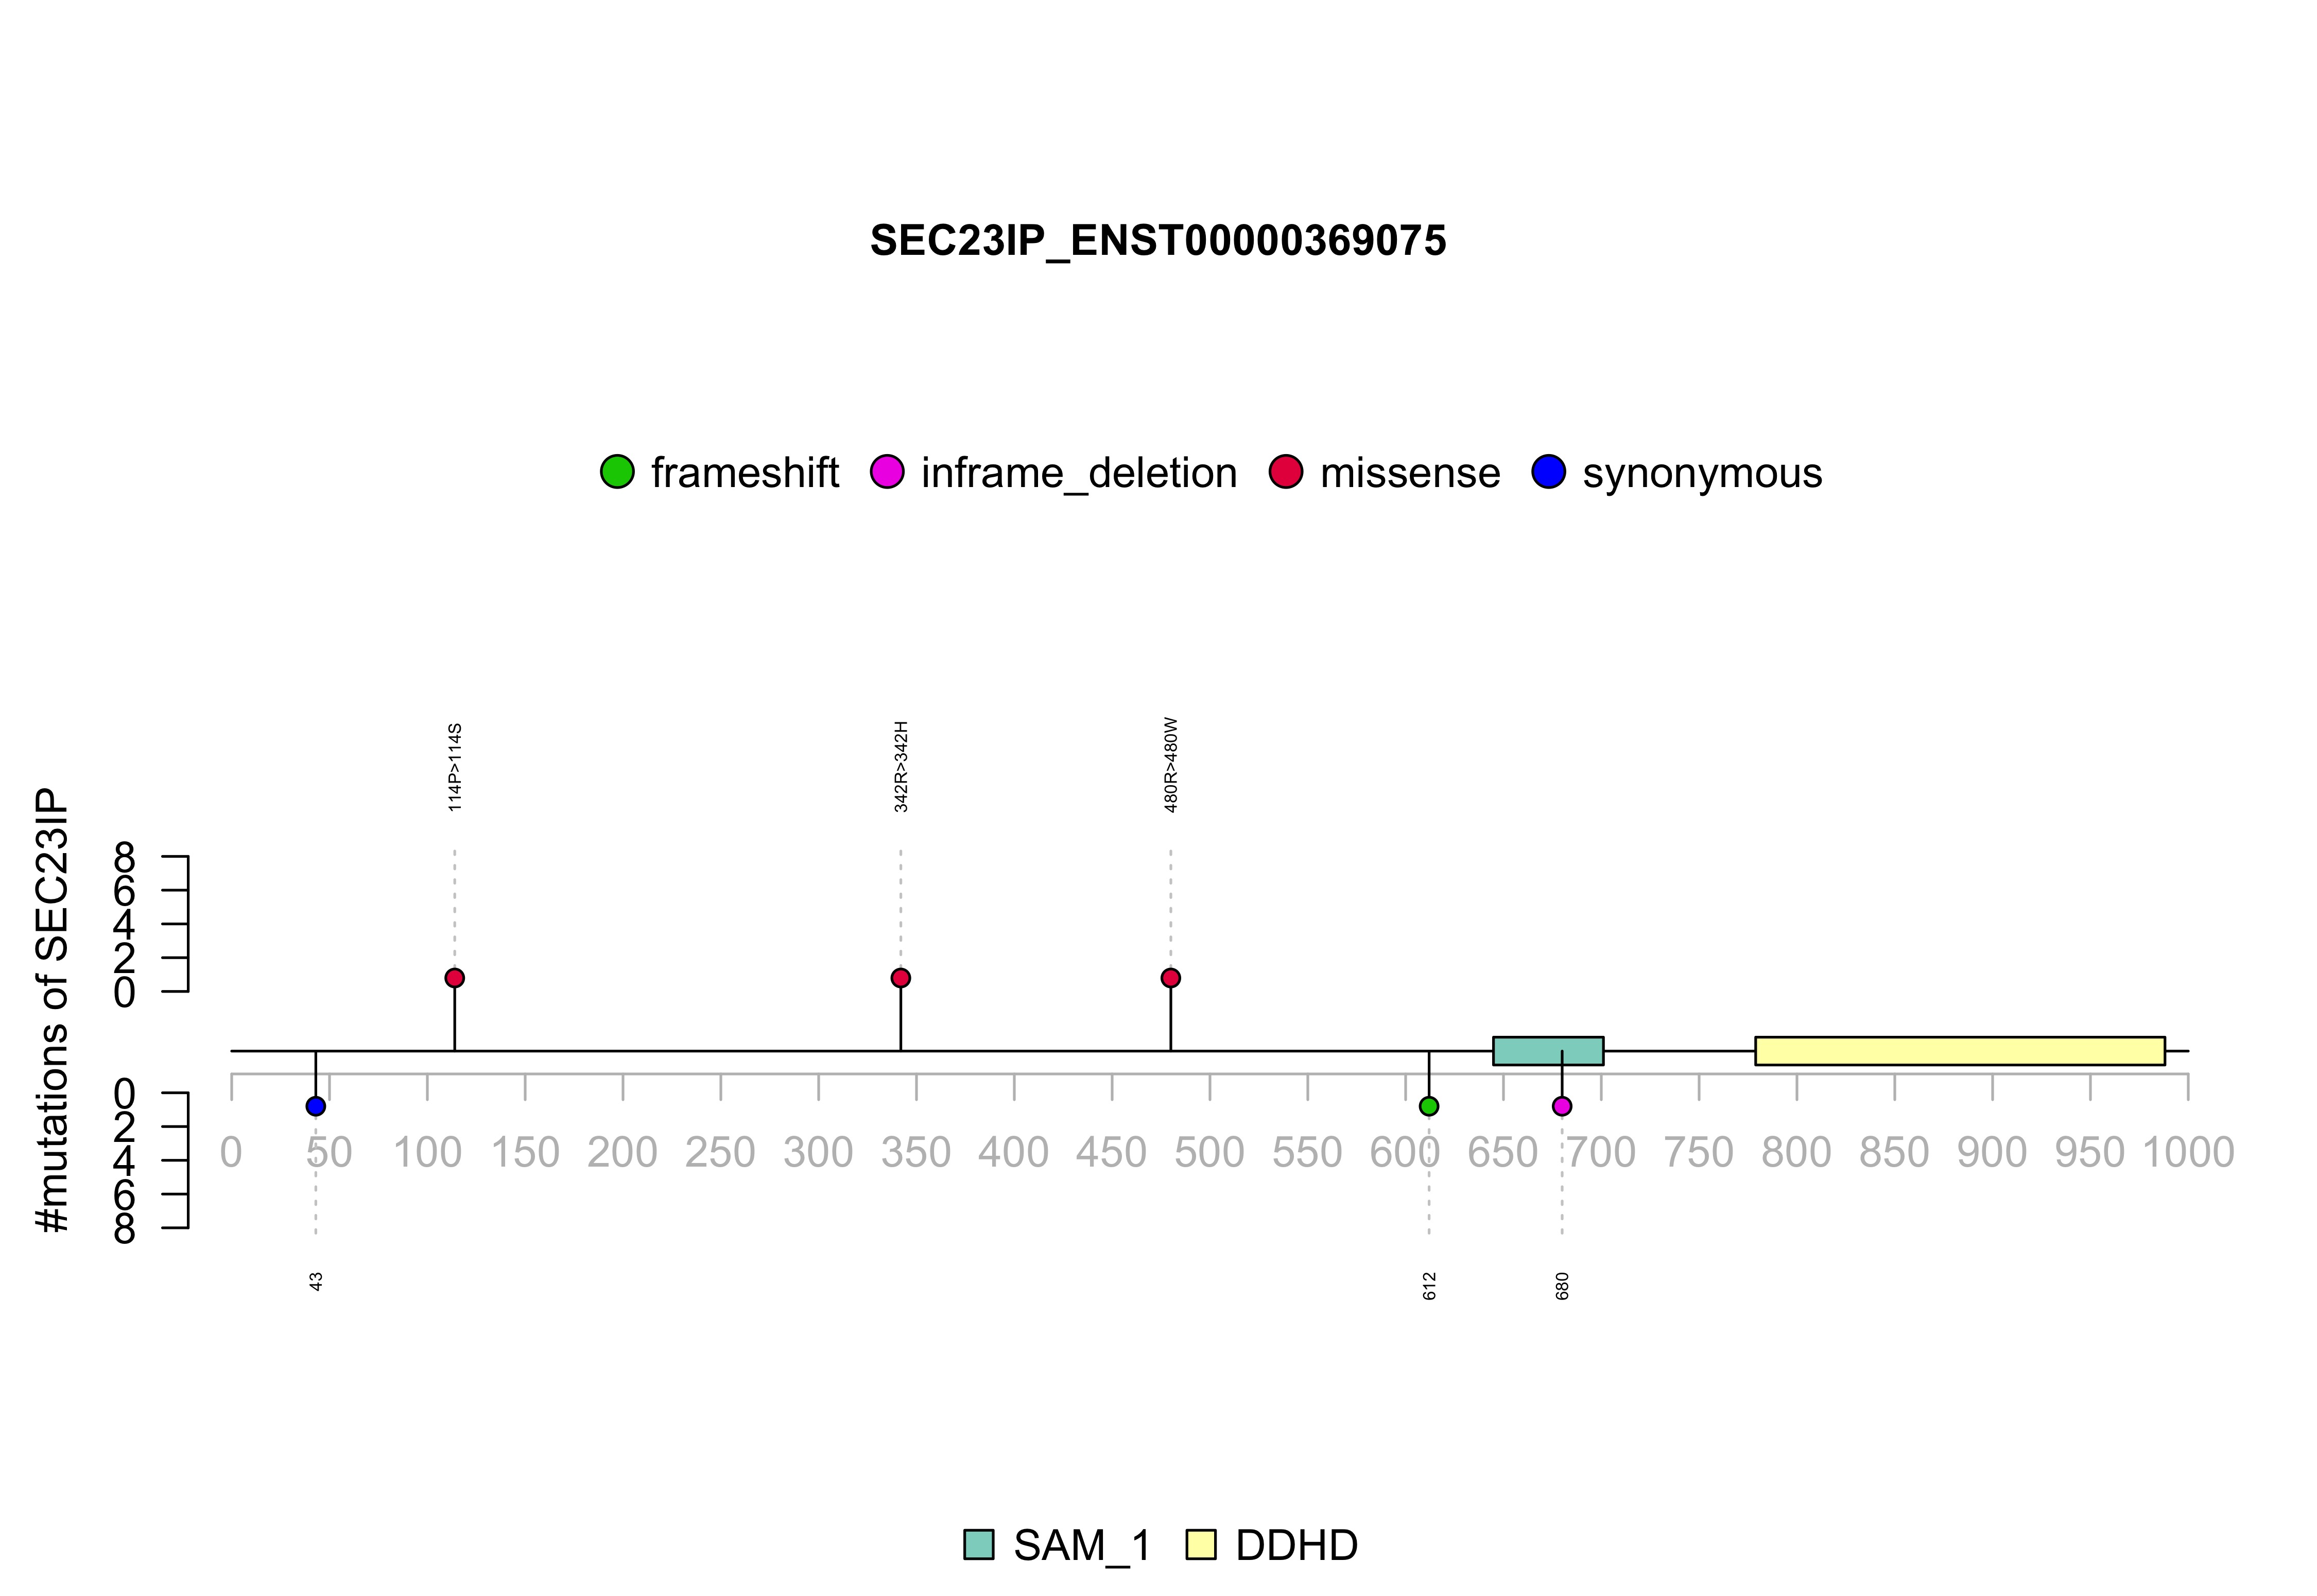 SEC23IP_ENST00000369075
frameshift inframe_deletion missense synonymous
114P>114S 342R>342H 480R>480W
#mutations of SEC23IP
8
6
4
2
0
0
2
4
6
8
0 50 100 150 200 250 300 350 400 450 500 550 600 650 700 750 800 850 900 950 1000
43 612 680
SAM_1 DDHD